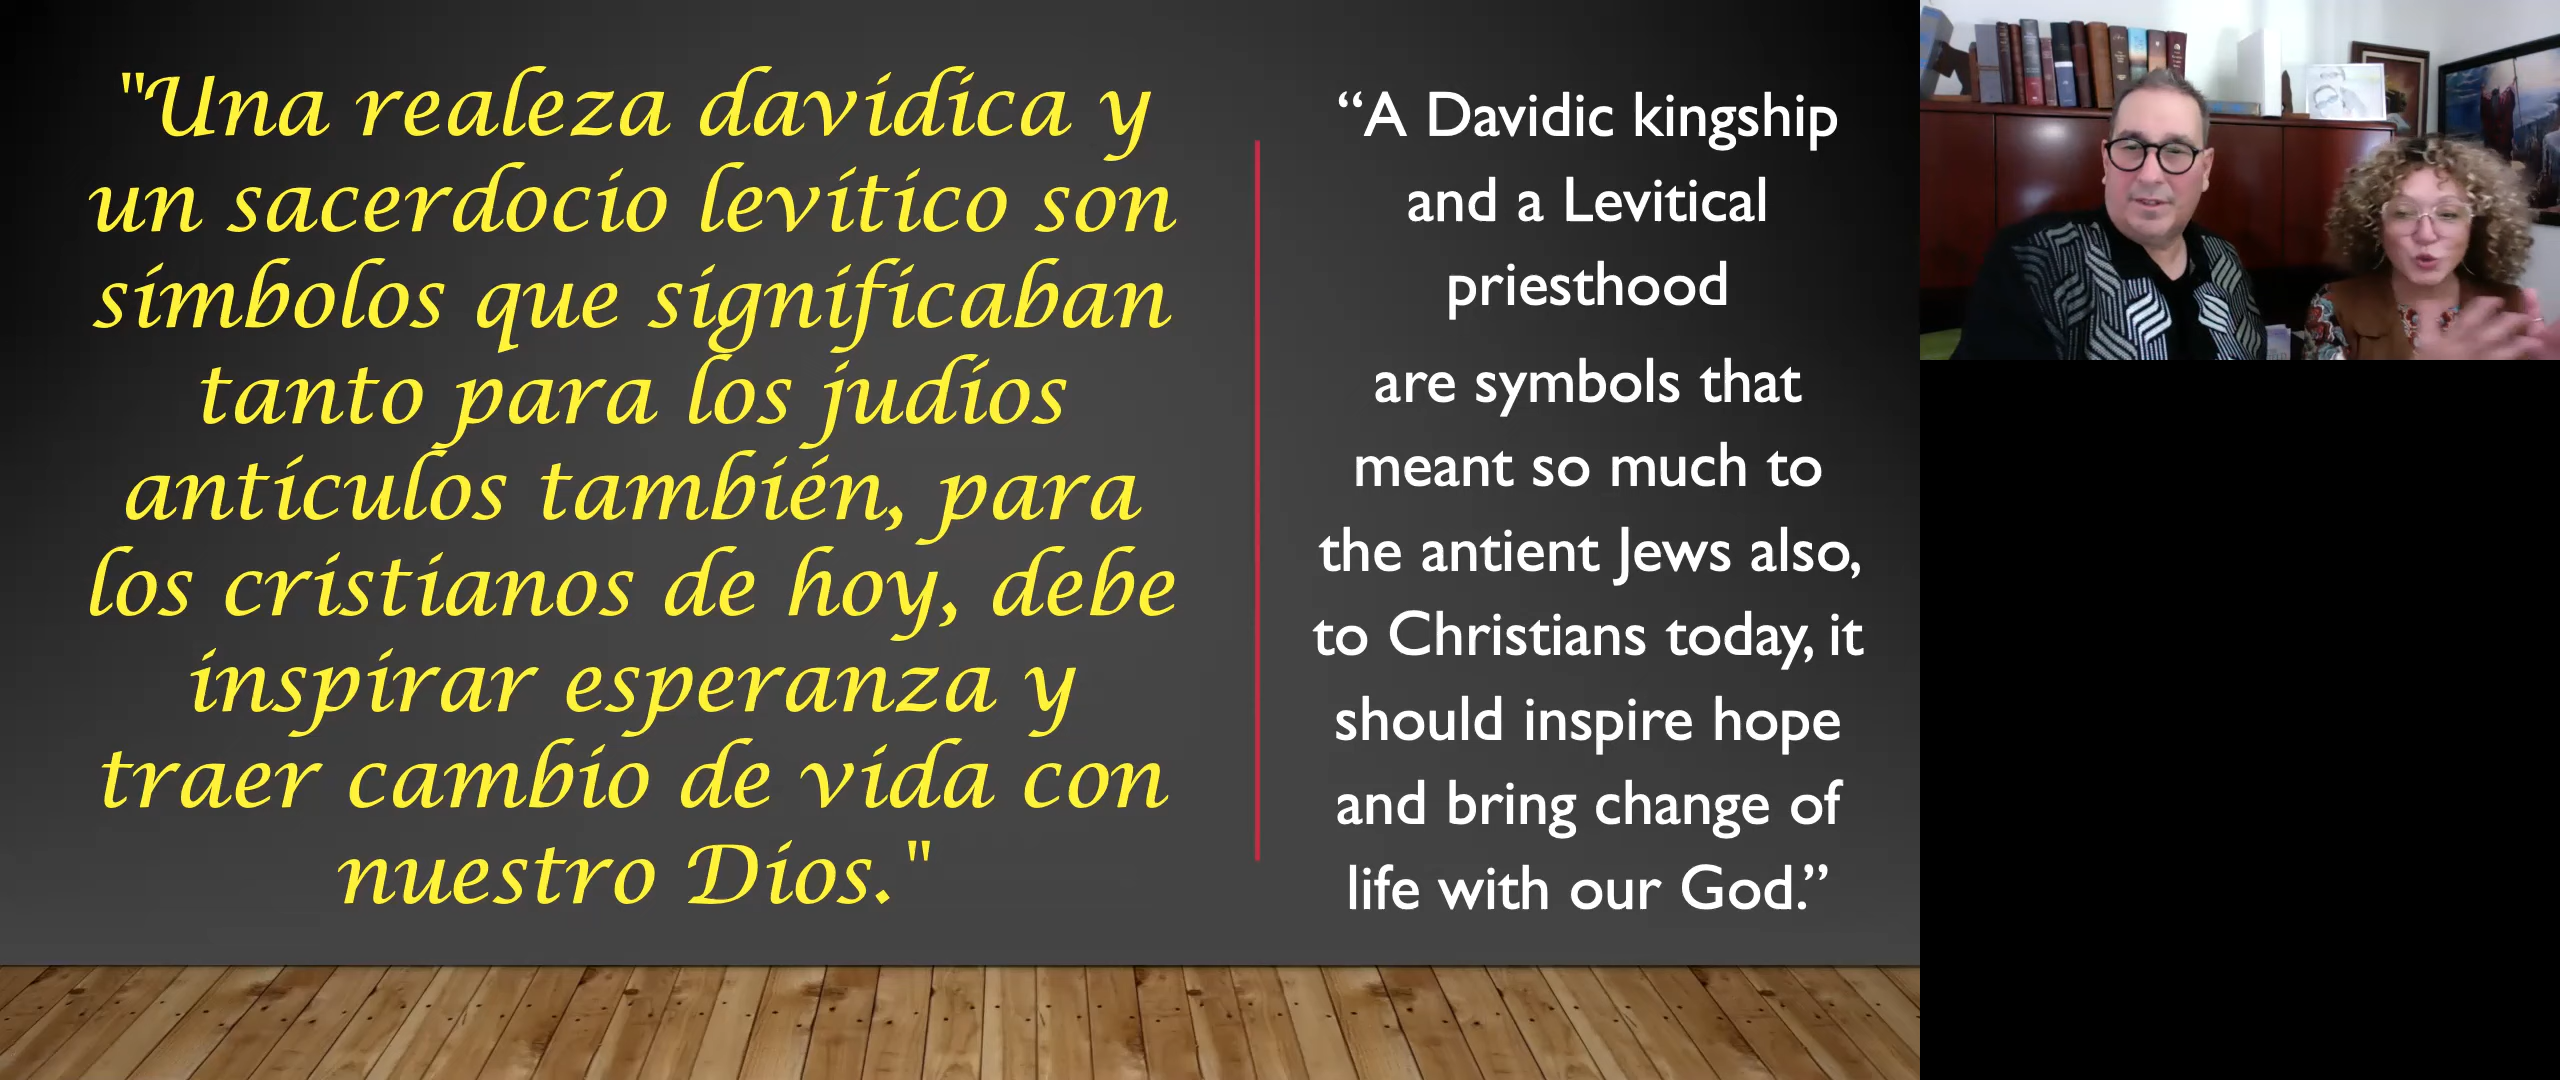 "Una realeza davídica y
un sacerdocio levítico son
símbolos que significaban
tanto para los judíos
antículos también, para
los cristianos de hoy, debe
inspirar esperanza y
traer cambio de vida con
nuestro Dios."
“A Davidic kingship
and a Levitical
priesthood
are symbols that
meant so much to
the antient Jews also,
to Christians today, it
should inspire hope
and bring change of
life with our God.”